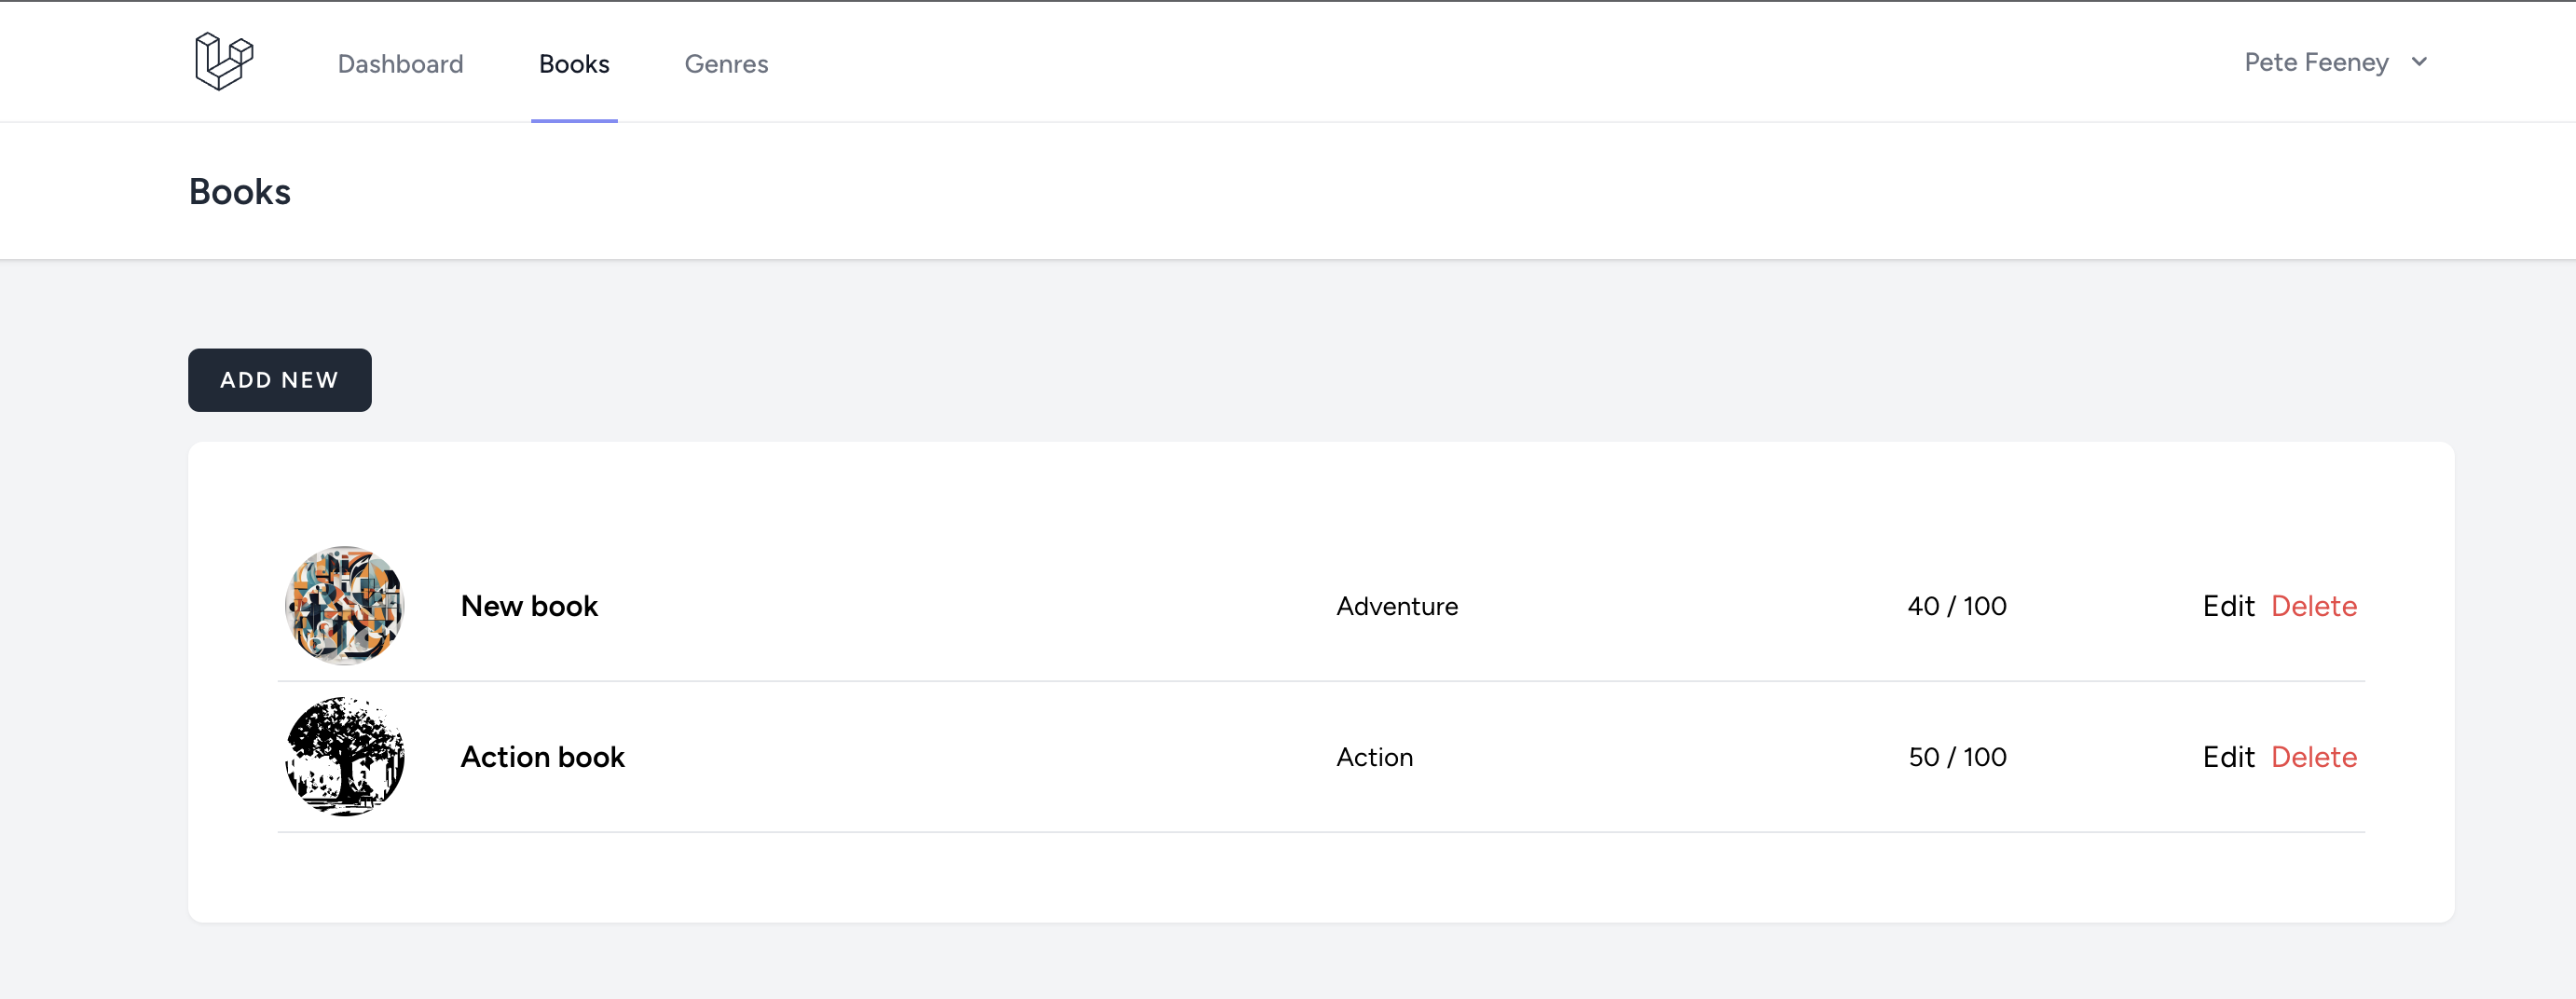 Dashboard Books Genres Pete Feeney
Books
ADD NEW
New book Adventure 40 / 100 Edit Delete
Action book Action 50 / 100 Edit Delete